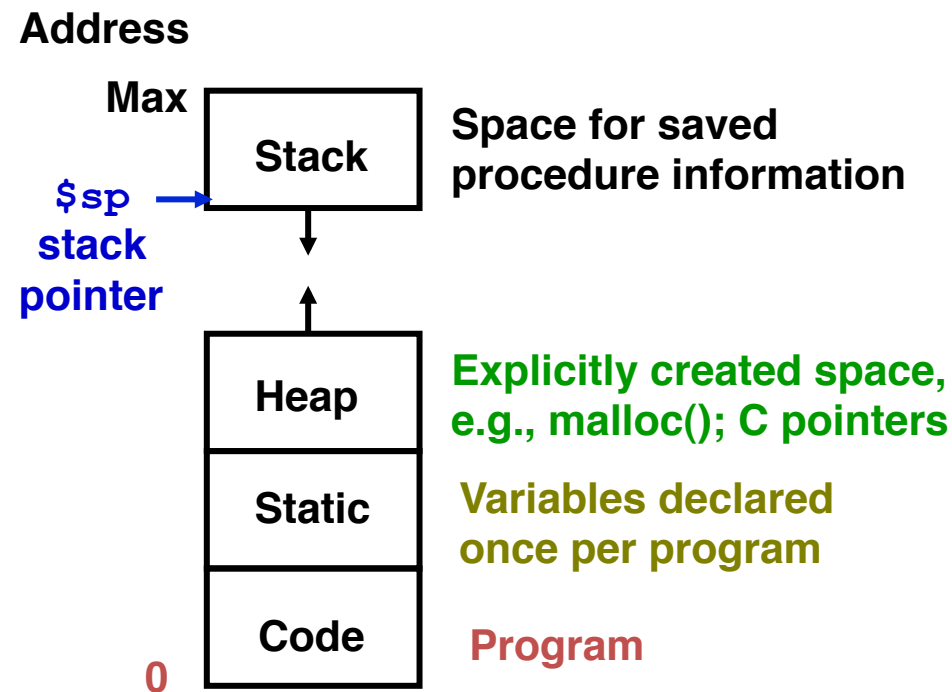 Address
Max
Stack
Space for saved
procedure information
$sp
stack
pointer
Heap
Explicitly created space,
e.g., malloc(); C pointers
Static
Variables declared
once per program
Code
Program
0